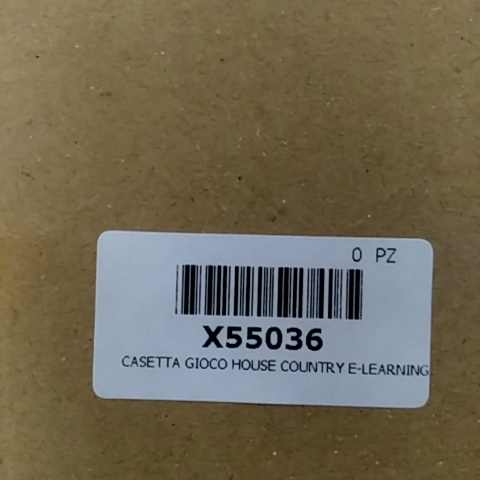 0 PZ
X55036
CASETTA GIOCO HOUSE COUNTRY E-LEARNING